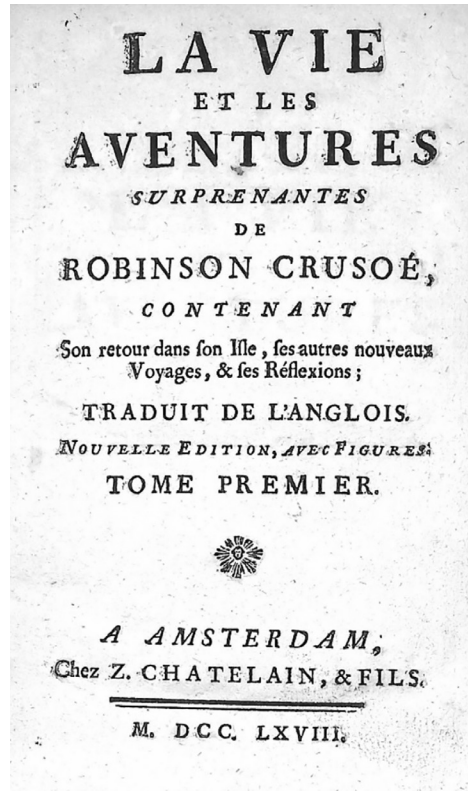 LA VIE
ET LES
AVENTURES
SURPRENANTES
DE
ROBINSON CRUSOÉ,
CONTENANT
Son retour dans ſon Iſle, ſes autres nouveaux
Voyages, & ſes Réflexions;
TRADUIT DE L'ANGLOIS.
NOUVELLE EDITION, AVEC FIGURES.
TOME PREMIER.
A AMSTERDAM,
Chez Z. CHATELAIN, & FILS.
M. DCC. LXVIII.